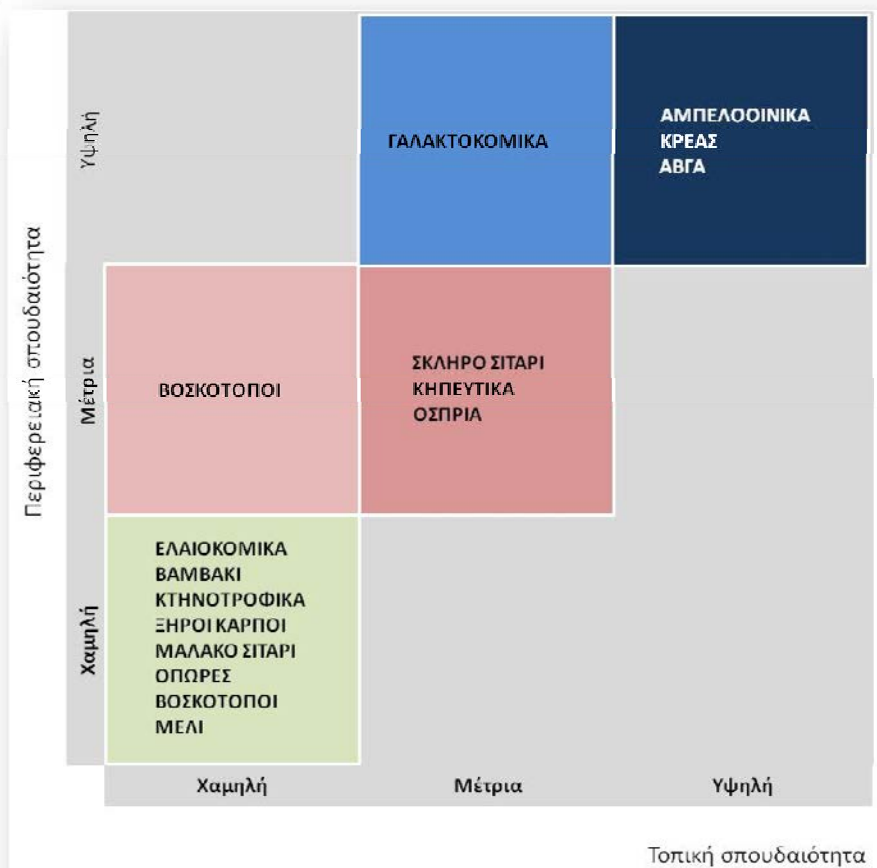 Περιφερειακή σπουδαιότητα
Υψηλή
ΓΑΛΑΚΤΟΚΟΜΙΚΑ
ΑΜΠΕΛΟΟΙΝΙΚΑ
ΚΡΕΑΣ
ΑΒΓΑ
Μέτρια
ΒΟΣΚΟΤΟΠΟΙ
ΣΚΛΗΡΟ ΣΙΤΑΡΙ
ΚΗΠΕΥΤΙΚΑ
ΟΣΠΡΙΑ
Χαμηλή
ΕΛΑΙΟΚΟΜΙΚΑ
ΒΑΜΒΑΚΙ
ΚΤΗΝΟΤΡΟΦΙΚΑ
ΞΗΡΟΙ ΚΑΡΠΟΙ
ΜΑΛΑΚΟ ΣΙΤΑΡΙ
ΟΠΩΡΕΣ
ΒΟΣΚΟΤΟΠΟΙ
ΜΕΛΙ
Χαμηλή
Μέτρια
Υψηλή
Τοπική σπουδαιότητα